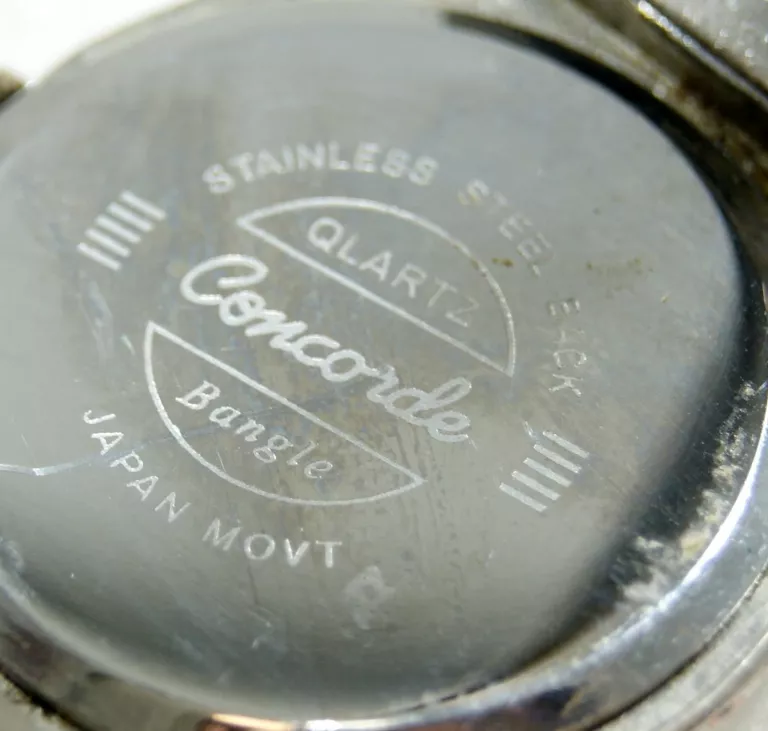 STAINLESS STEEL BACK
QLARTZ
Concorde
Bangle
JAPAN MOVT